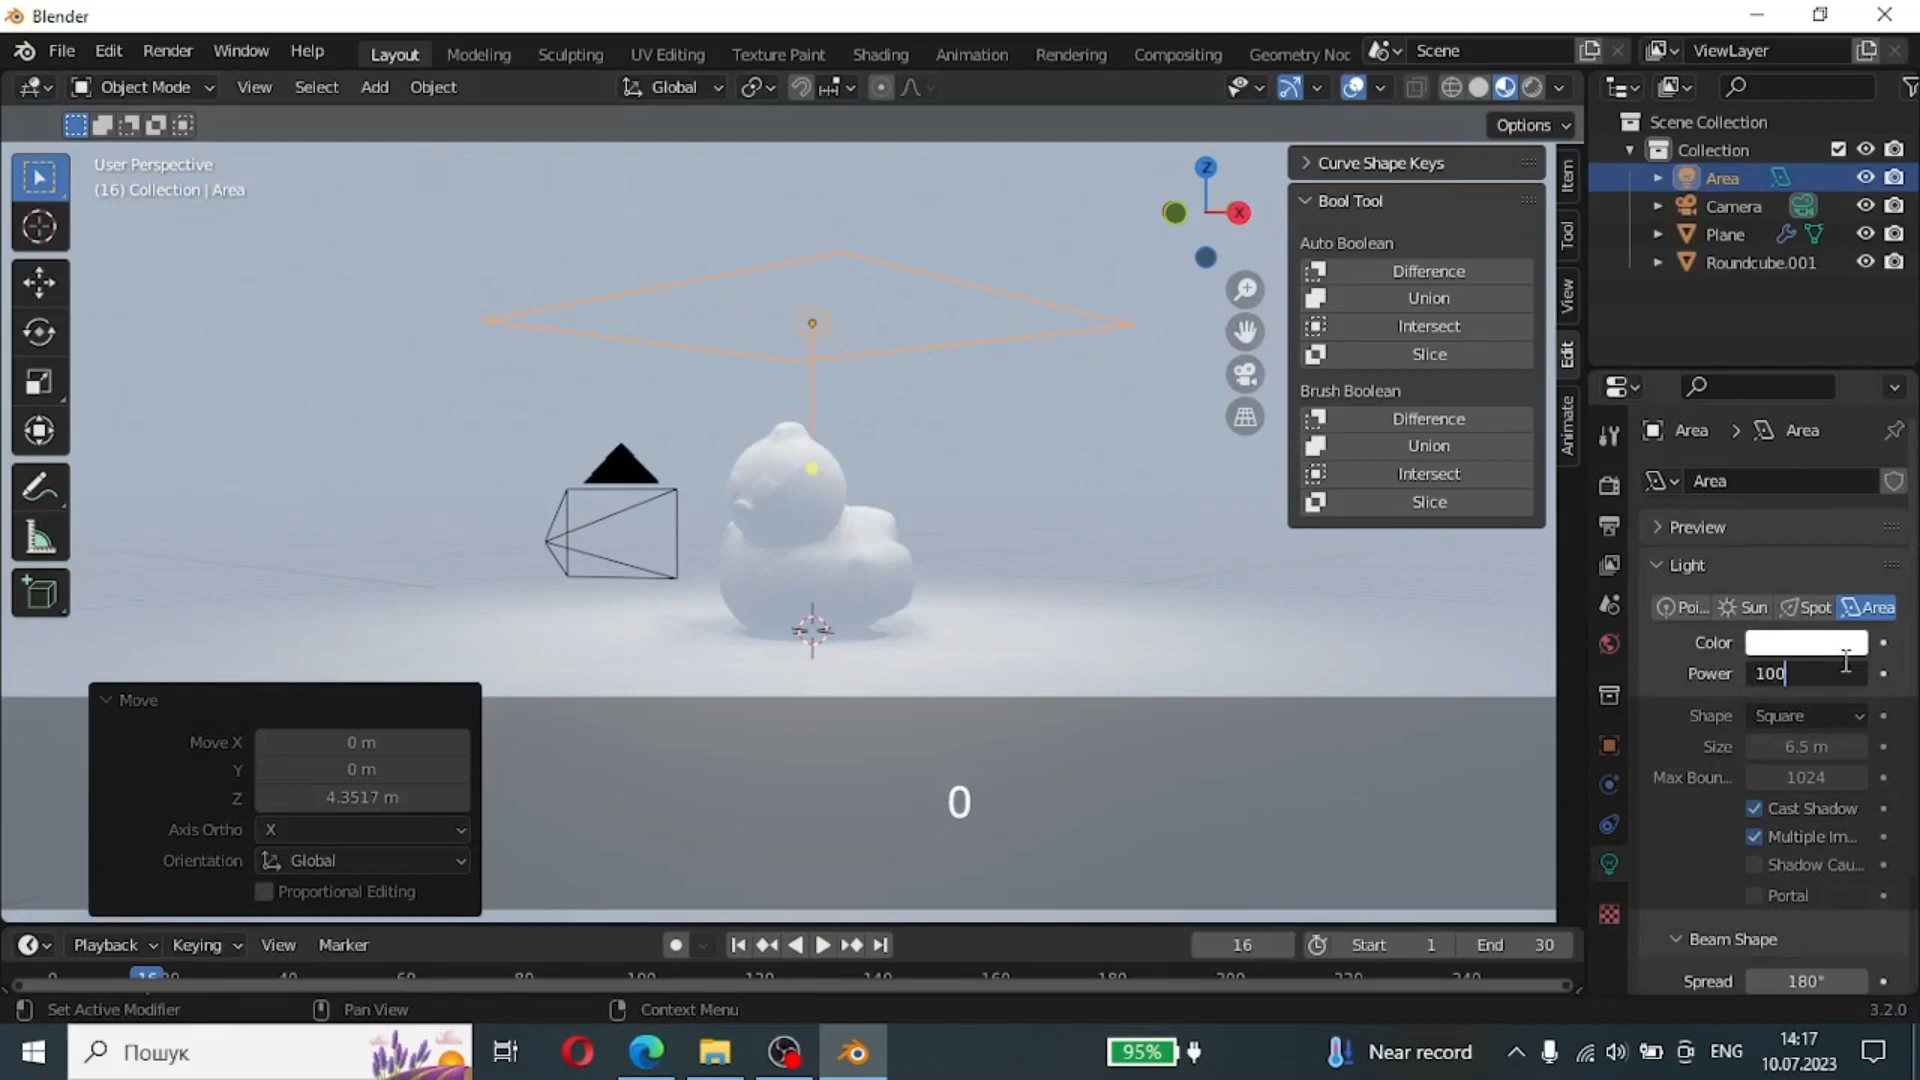 Blender
File Edit Render Window Help Layout Modeling Sculpting UV Editing Texture Paint Shading Animation Rendering Compositing Geometry Noc Scene ViewLayer
Object Mode View Select Add Object Global
Options
User Perspective
(16) Collection | Area
Z
X
Curve Shape Keys
Bool Tool
Auto Boolean
Difference
Union
Intersect
Slice
Brush Boolean
Difference
Union
Intersect
Slice
Item
Tool
View
Edit
Animate
Scene Collection
Collection
Area
Camera
Plane
Roundcube.001
Area > Area
Area
Preview
Light
Poi... Sun Spot Area
Color
Power 100
Shape Square
Size 6.5 m
Max Boun... 1024
Cast Shadow
Multiple Im...
Shadow Cau...
Portal
Beam Shape
Spread 180°
Move
Move X 0 m
Y 0 m
Z 4.3517 m
Axis Ortho X
Orientation Global
Proportional Editing
0
Playback Keying View Marker 16 Start 1 End 30
0 16 20 40 60 80 100 120 140 160 180 200 220 240
Set Active Modifier Pan View Context Menu 3.2.0
Пошук 95% Near record ENG 14:17
10.07.2023